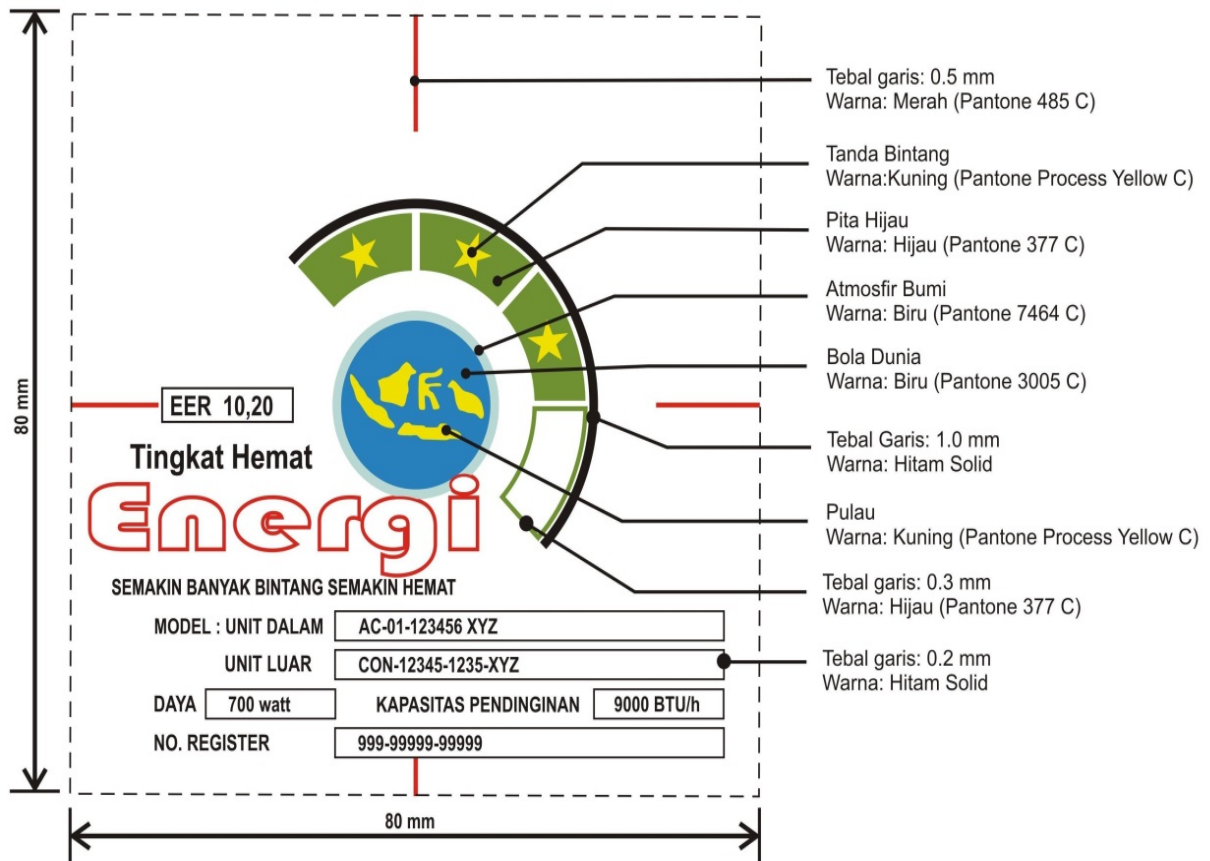 Tebal garis: 0.5 mm
Warna: Merah (Pantone 485 C)
Tanda Bintang
Warna:Kuning (Pantone Process Yellow C)
Pita Hijau
Warna: Hijau (Pantone 377 C)
Atmosfir Bumi
Warna: Biru (Pantone 7464 C)
Bola Dunia
Warna: Biru (Pantone 3005 C)
Tebal Garis: 1.0 mm
Warna: Hitam Solid
Pulau
Warna: Kuning (Pantone Process Yellow C)
Tebal garis: 0.3 mm
Warna: Hijau (Pantone 377 C)
Tebal garis: 0.2 mm
Warna: Hitam Solid
80 mm
EER 10,20
Tingkat Hemat
Energi
SEMAKIN BANYAK BINTANG SEMAKIN HEMAT
MODEL : UNIT DALAM AC-01-123456 XYZ
UNIT LUAR CON-12345-1235-XYZ
DAYA 700 watt KAPASITAS PENDINGINAN 9000 BTU/h
NO. REGISTER 999-99999-99999
80 mm